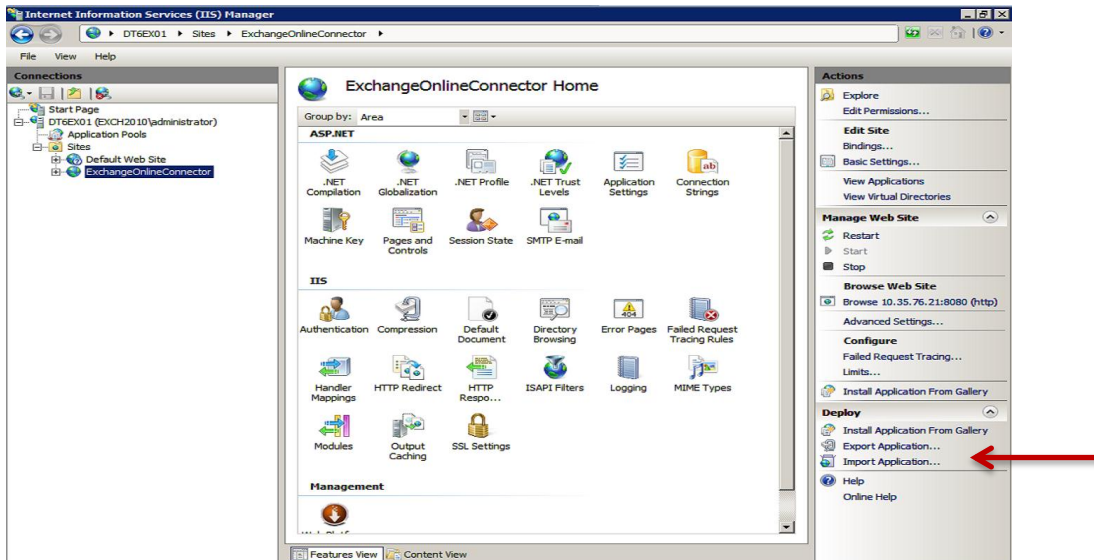 Internet Information Services (IIS) Manager
DT6EX01 Sites ExchangeOnlineConnector
File View Help
Connections
Start Page
DT6EX01 (EXCH2010\administrator)
Application Pools
Sites
Default Web Site
ExchangeOnlineConnector
ExchangeOnlineConnector Home
Group by: Area
ASP.NET
.NET Compilation
.NET Globalization
.NET Profile
.NET Trust Levels
Application Settings
Connection Strings
Machine Key
Pages and Controls
Session State
SMTP E-mail
IIS
Authentication
Compression
Default Document
Directory Browsing
404
Error Pages
Failed Request Tracing Rules
Handler Mappings
HTTP Redirect
HTTP Respo...
ISAPI Filters
Logging
MIME Types
Modules
Output Caching
SSL Settings
Management
Features View
Content View
Actions
Explore
Edit Permissions...
Edit Site
Bindings...
Basic Settings...
View Applications
View Virtual Directories
Manage Web Site
Restart
Start
Stop
Browse Web Site
Browse 10.35.76.21:8080 (http)
Advanced Settings...
Configure
Failed Request Tracing...
Limits...
Install Application From Gallery
Deploy
Install Application From Gallery
Export Application...
Import Application...
Help
Online Help